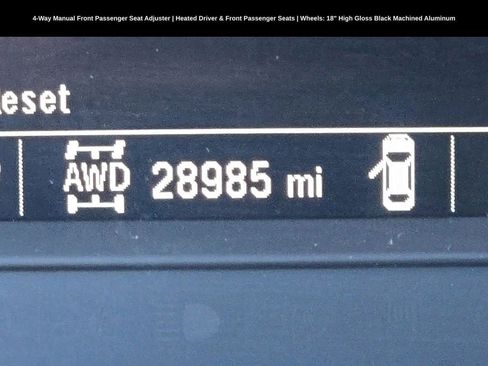 4-Way Manual Front Passenger Seat Adjuster | Heated Driver & Front Passenger Seats | Wheels: 18" High Gloss Black Machined Aluminum
eset
AWD 28985 mi